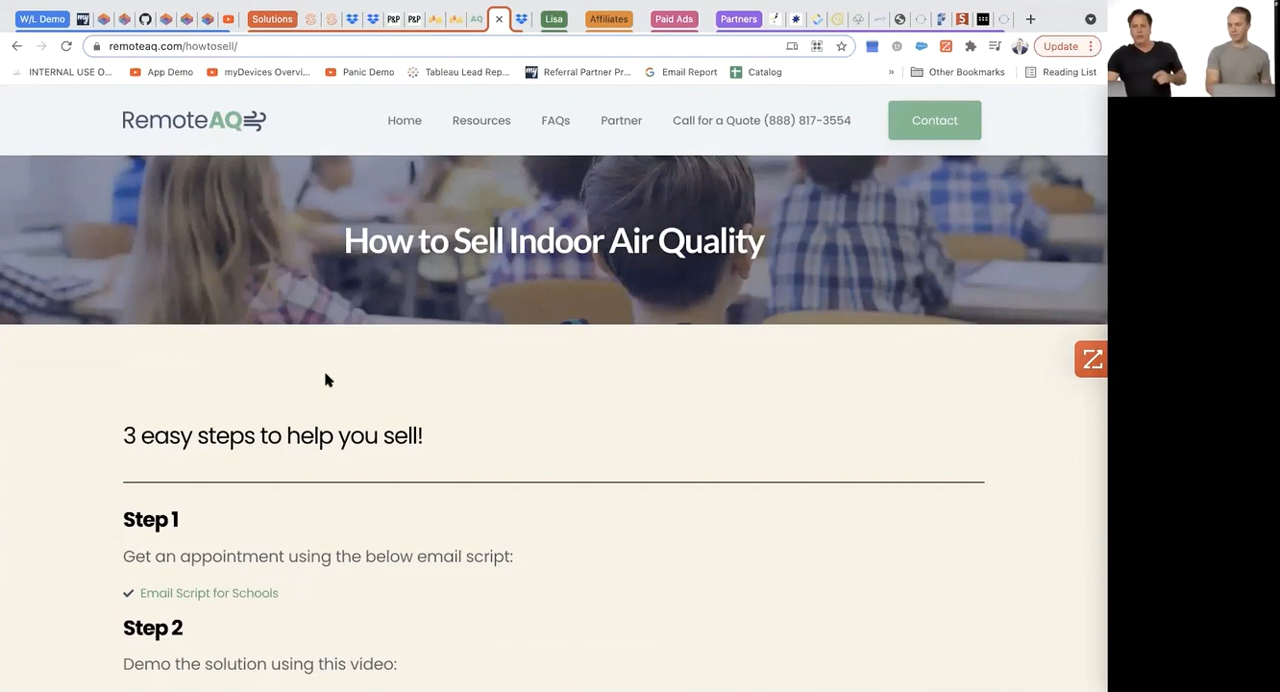 W/L Demo Solutions P&P P&P AQ Lisa Affiliates Paid Ads Partners
remoteaq.com/howtosell/ Update
INTERNAL USE O... App Demo myDevices Overvi... Panic Demo Tableau Lead Rep... Referral Partner Pr... Email Report Catalog » Other Bookmarks Reading List
RemoteAQ Home Resources FAQs Partner Call for a Quote (888) 817-3554 Contact
How to Sell Indoor Air Quality
3 easy steps to help you sell!
Step 1
Get an appointment using the below email script:
Email Script for Schools
Step 2
Demo the solution using this video: